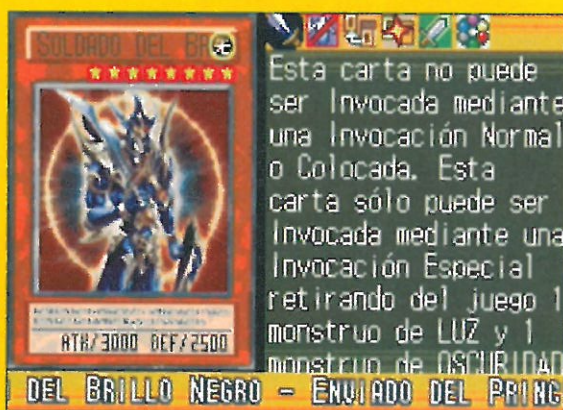 SOLDADO DEL BR
ATK/3000 DEF/2500
Esta carta no puede
ser Invocada mediante
una Invocación Normal
o Colocada. Esta
carta sólo puede ser
Invocada mediante una
Invocación Especial
retirando del juego 1
monstruo de LUZ y 1
monstruo de OSCURIDAD
DEL BRILLO NEGRO - ENVIADO DEL PRINC